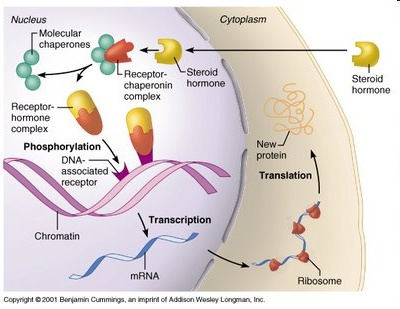 Nucleus
Cytoplasm
Molecular
chaperones
Receptor-
chaperonin
complex
Steroid
hormone
Steroid
hormone
Receptor-
hormone
complex
Phosphorylation
DNA-
associated
receptor
New
protein
Translation
Transcription
Chromatin
mRNA
Ribosome
Copyright © 2001 Benjamin Cummings, an imprint of Addison Wesley Longman, Inc.